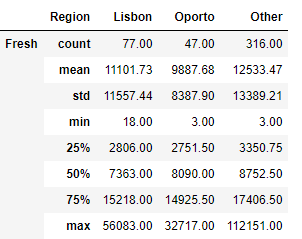 Region Lisbon Oporto Other
Fresh count 77.00 47.00 316.00
mean 11101.73 9887.68 12533.47
std 11557.44 8387.90 13389.21
min 18.00 3.00 3.00
25% 2806.00 2751.50 3350.75
50% 7363.00 8090.00 8752.50
75% 15218.00 14925.50 17406.50
max 56083.00 32717.00 112151.00